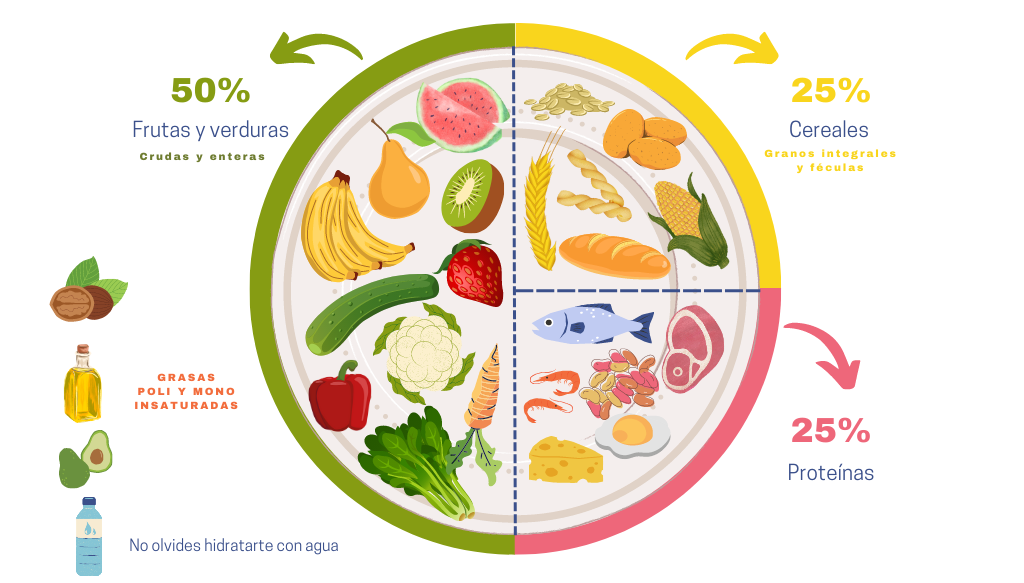 50%
Frutas y verduras
Crudas y enteras
25%
Cereales
Granos integrales
y féculas
GRASAS
POLI Y MONO
INSATURADAS
25%
Proteínas
No olvides hidratarte con agua